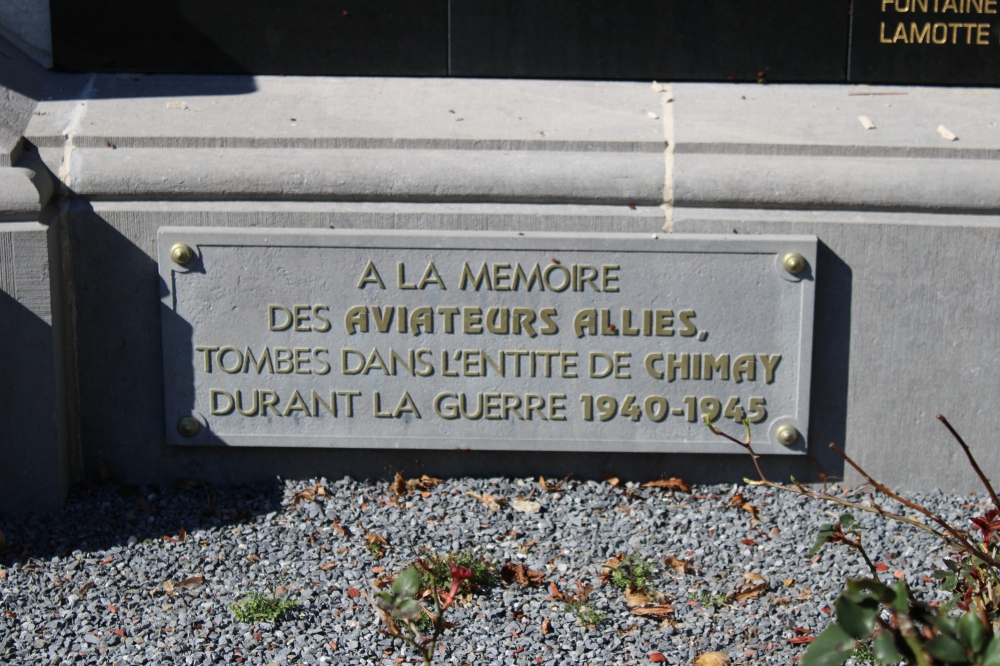 FONTAINE
LAMOTTE
A LA MEMOIRE
DES AVIATEURS ALLIES,
TOMBES DANS L'ENTITE DE CHIMAY
DURANT LA GUERRE 1940-1945